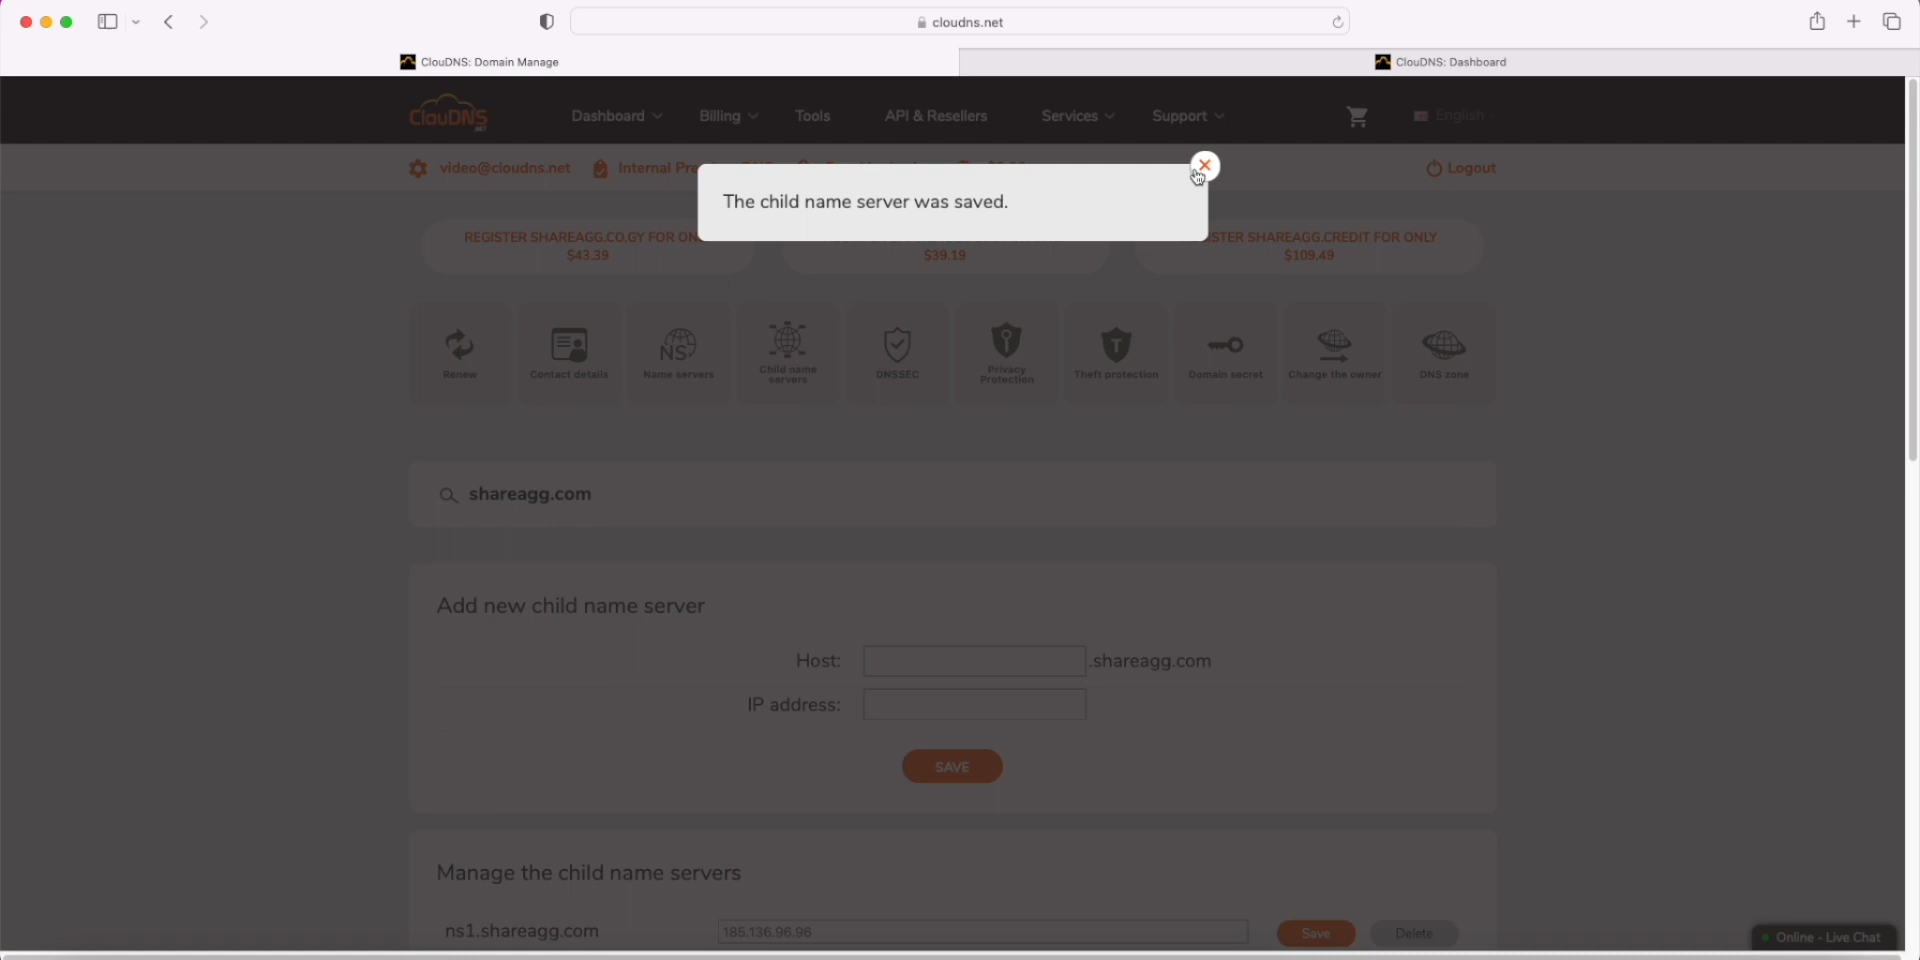 cloudns.net
ClouDNS: Domain Manage
ClouDNS: Dashboard
ClouDNS
.NET
Dashboard
Billing
Tools
API & Resellers
Services
Support
English
video@cloudns.net
Internal
Logout
The child name server was saved.
REGISTER SHAREAGG.CO.GY FOR
$43.39
$39.19
SHAREAGG.CREDIT FOR ONLY
$109.49
Renew
Contact details
NS
Name servers
Child name
servers
DNSSEC
Privacy
Protection
T
Theft protection
Domain secret
Change the owner
DNS zone
shareagg.com
Add new child name server
Host:
.shareagg.com
IP address:
SAVE
Manage the child name servers
ns1.shareagg.com
185.136.96.96
Save
Delete
Online - Live Chat